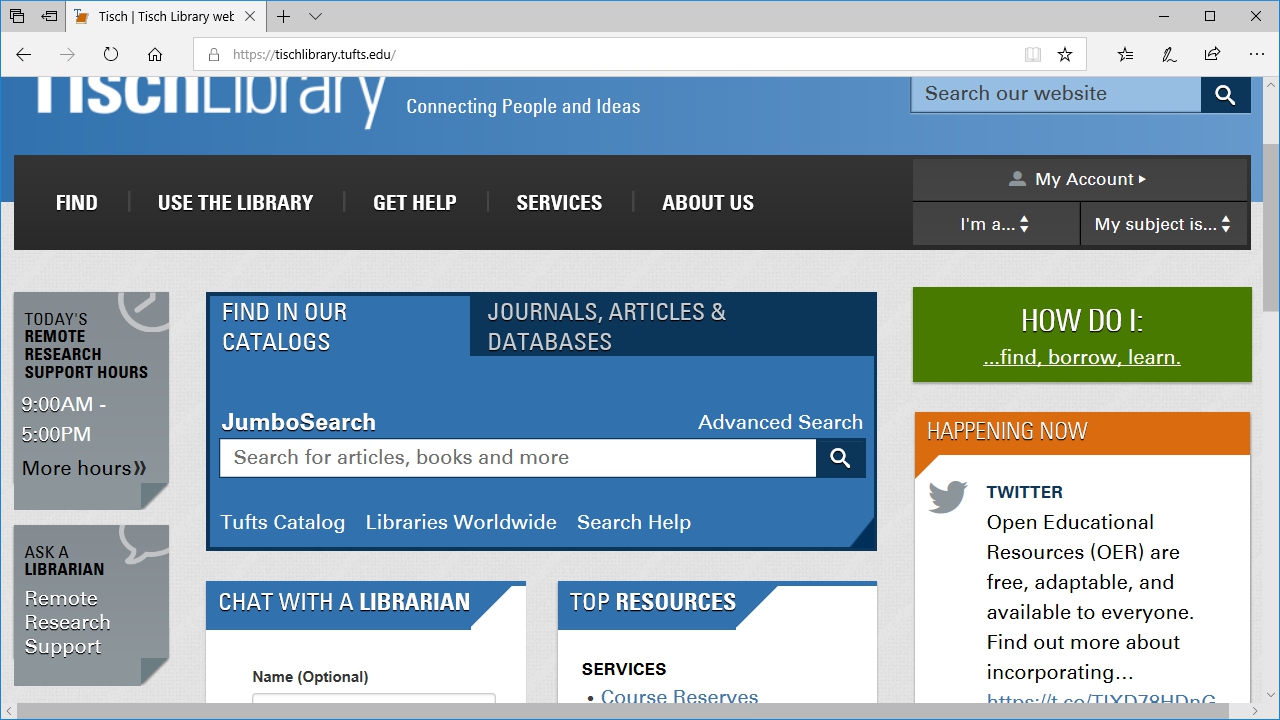 Tisch | Tisch Library web
https://tischlibrary.tufts.edu/
TischLibrary
Connecting People and Ideas
Search our website
FIND
USE THE LIBRARY
GET HELP
SERVICES
ABOUT US
My Account
I'm a...
My subject is...
TODAY'S
REMOTE
RESEARCH
SUPPORT HOURS
9:00AM -
5:00PM
More hours»
ASK A
LIBRARIAN
Remote
Research
Support
FIND IN OUR
CATALOGS
JOURNALS, ARTICLES &
DATABASES
JumboSearch
Advanced Search
Search for articles, books and more
Tufts Catalog
Libraries Worldwide
Search Help
CHAT WITH A LIBRARIAN
Name (Optional)
TOP RESOURCES
SERVICES
• Course Reserves
HOW DO I:
...find, borrow, learn.
HAPPENING NOW
TWITTER
Open Educational
Resources (OER) are
free, adaptable, and
available to everyone.
Find out more about
incorporating…